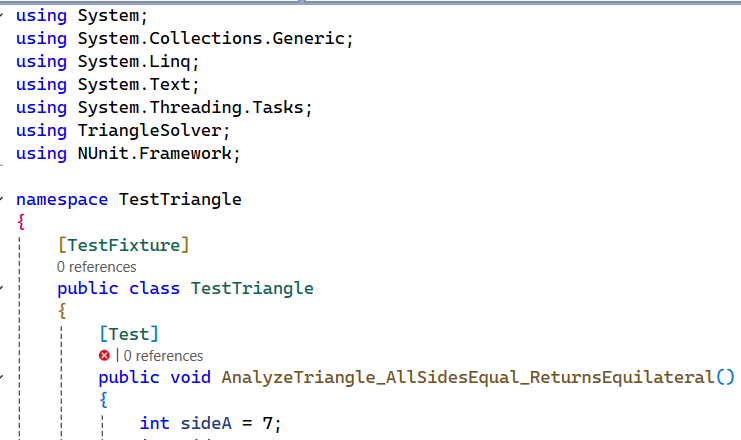 using System;
using System.Collections.Generic;
using System.Linq;
using System.Text;
using System.Threading.Tasks;
using TriangleSolver;
using NUnit.Framework;
namespace TestTriangle
{
[TestFixture]
0 references
public class TestTriangle
{
[Test]
| 0 references
public void AnalyzeTriangle_AllSidesEqual_ReturnsEquilateral()
{
int sideA = 7;